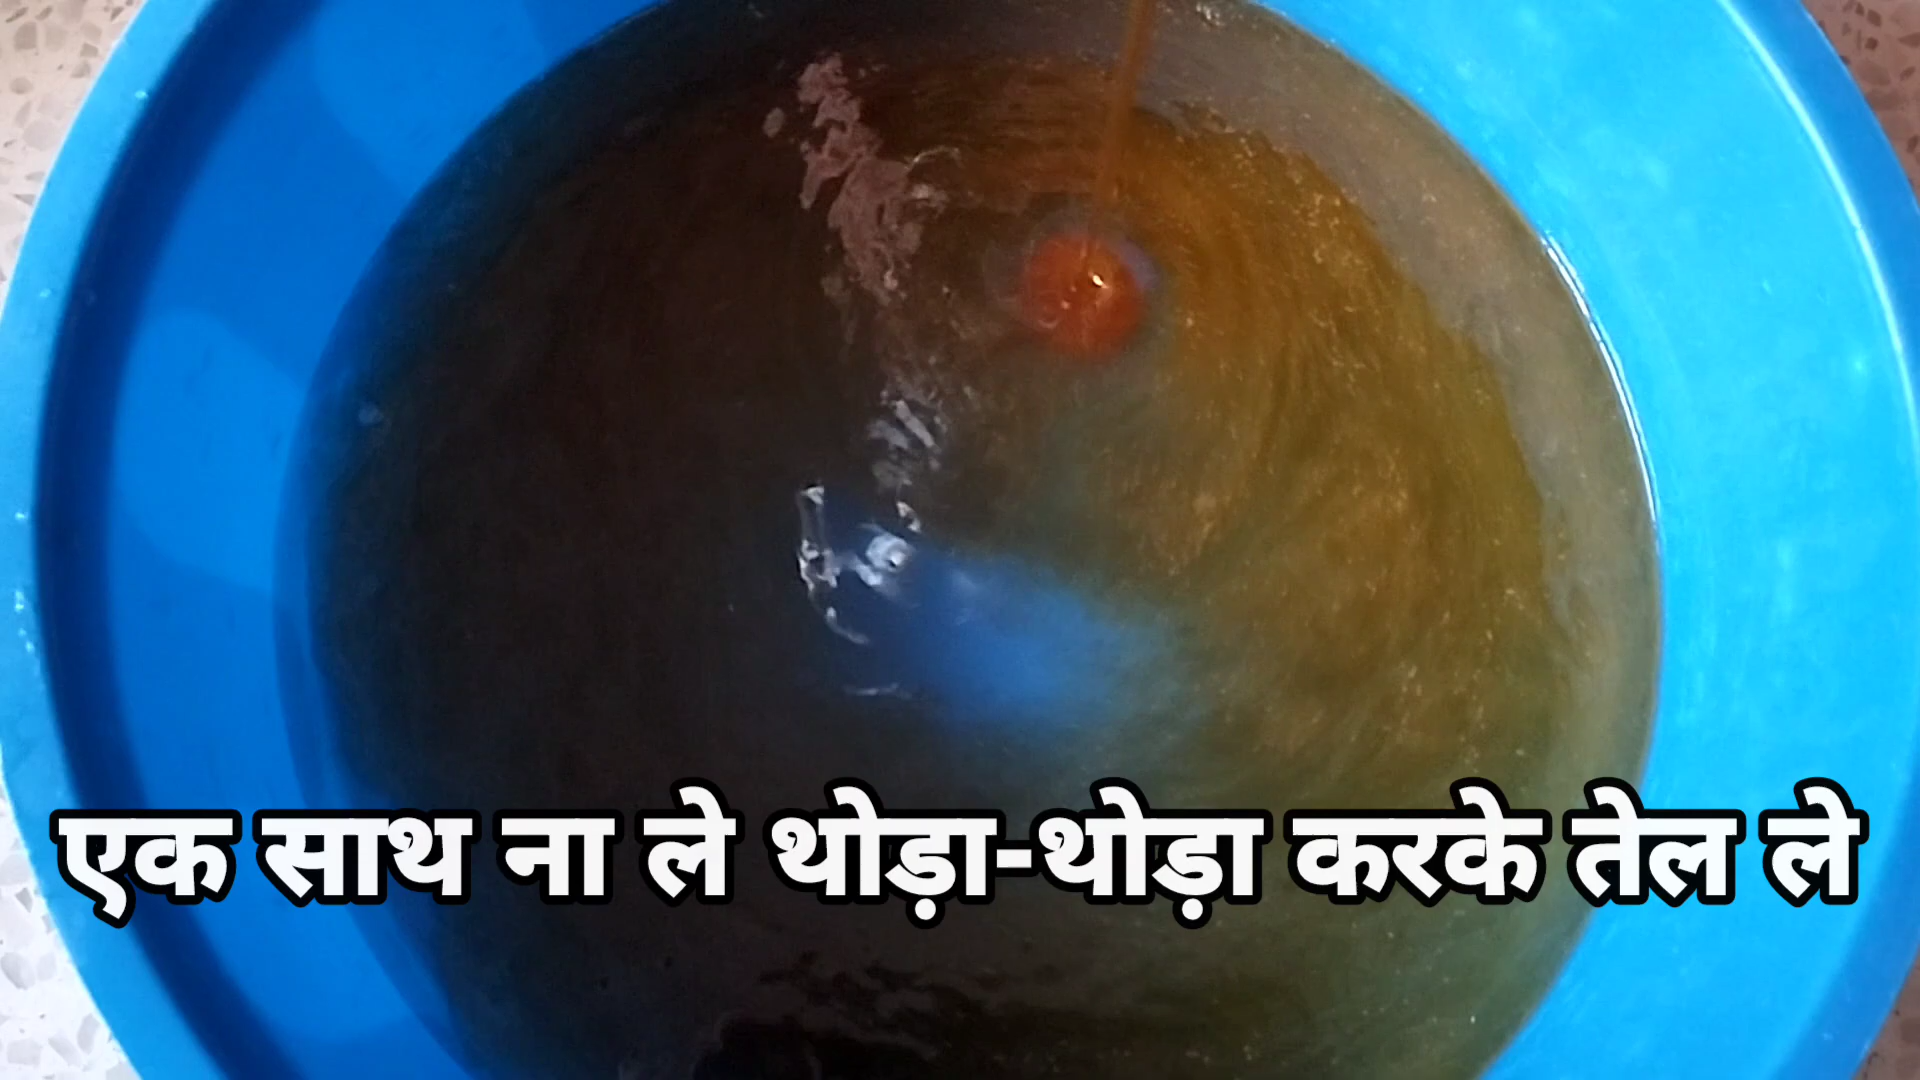 एक साथ ना ले थोड़ा-थोड़ा करके तेल ले